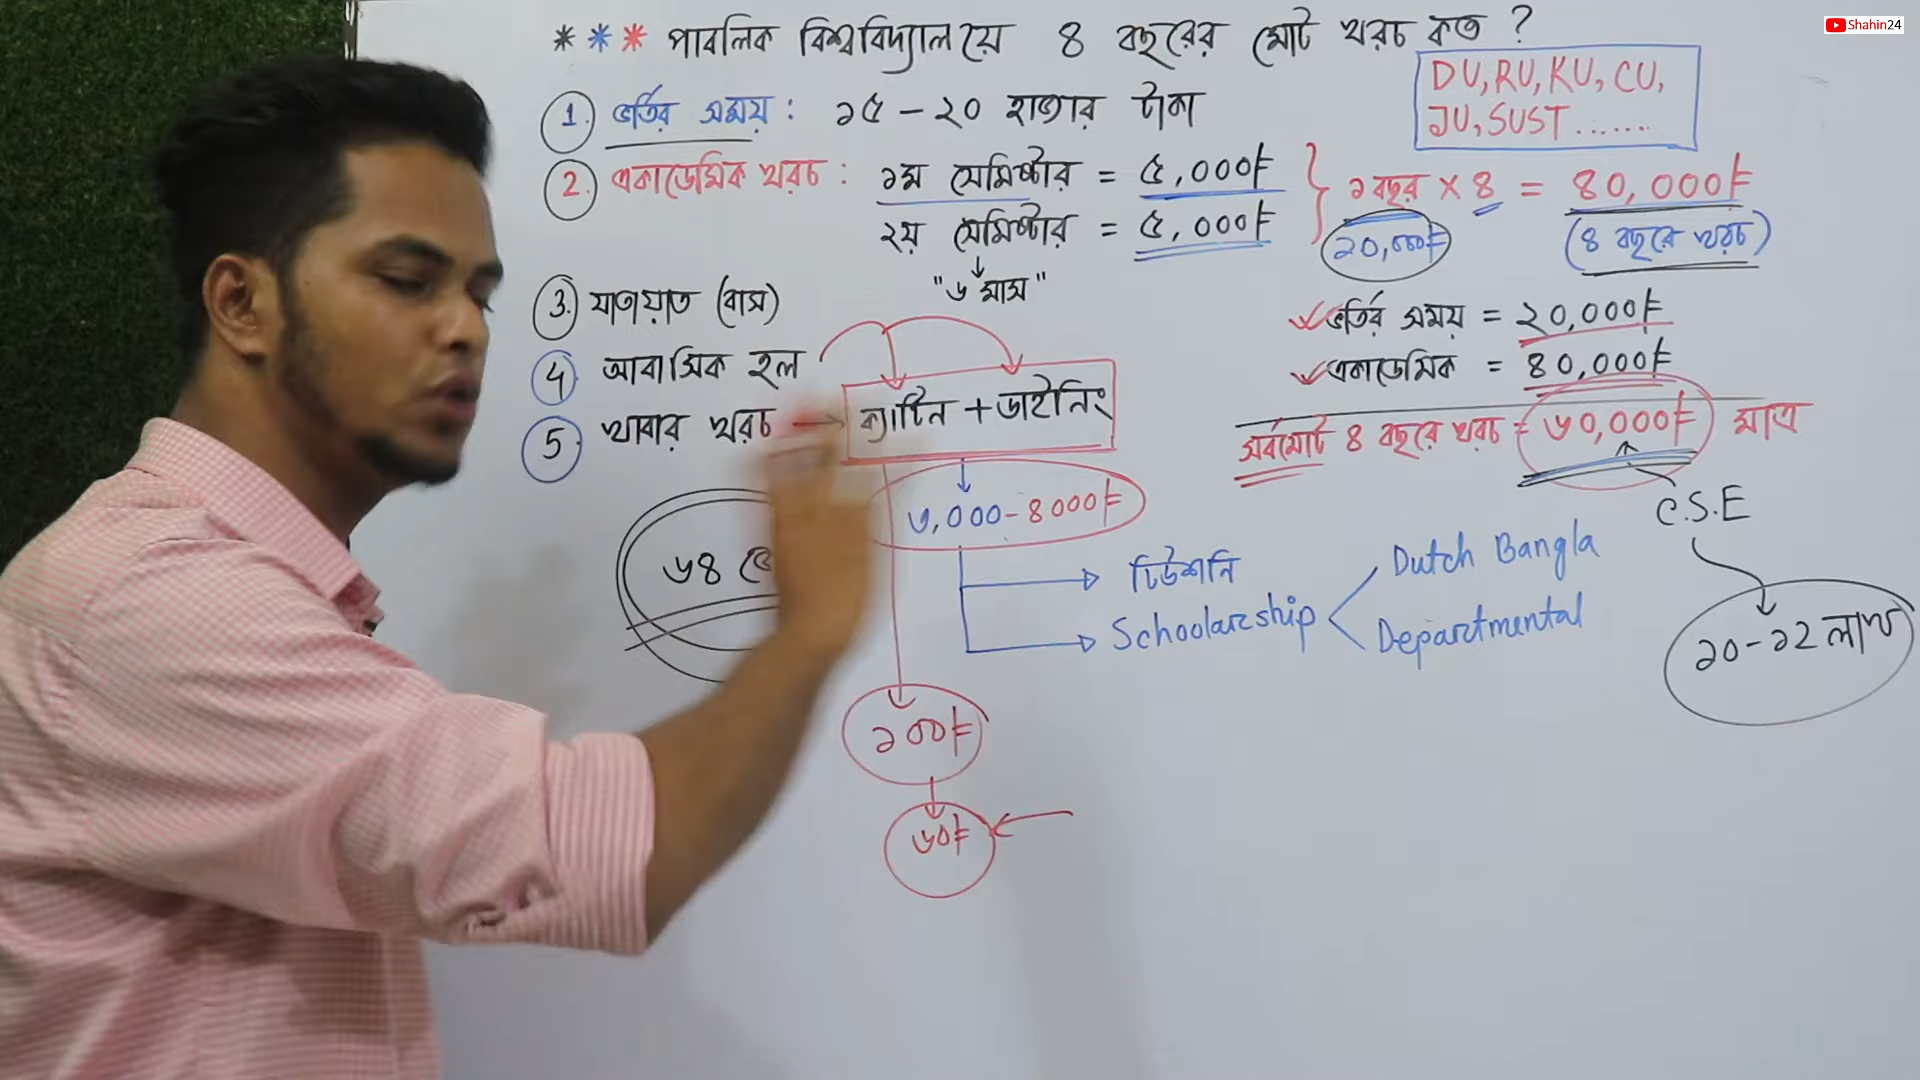 Shahin24
*** পাবলিক বিশ্ববিদ্যালয়ে ৪ বছরের মোট খরচ কত ?
DU, RU, KU, CU,
JU, SUST .......
1. ভর্তির সময় : ১৫ – ২০ হাজার টাকা
2. একাডেমিক খরচ : ১ম সেমিষ্টার = ৫,০০০৳
২য় সেমিষ্টার = ৫,০০০৳
"৬ মাস"
১ বছর × ৪ = ৪০,০০০৳
১০,০০০৳
(৪ বছরে খরচ)
3. যাতায়াত (বাস)
4. আবাসিক হল
5. খাবার খরচ → ক্যান্টিন + ডাইনিং
ভর্তির সময় = ২০,০০০৳
একাডেমিক = ৪০,০০০৳
সর্বমোট ৪ বছরে খরচ = ৬০,০০০৳ মাত্র
C.S.E
১০-১২ লাখ
৩,০০০-৪০০০৳
৬৪
টিউশনি
Schoolarship
Dutch Bangla
Departmental
১০০৳
৬০৳